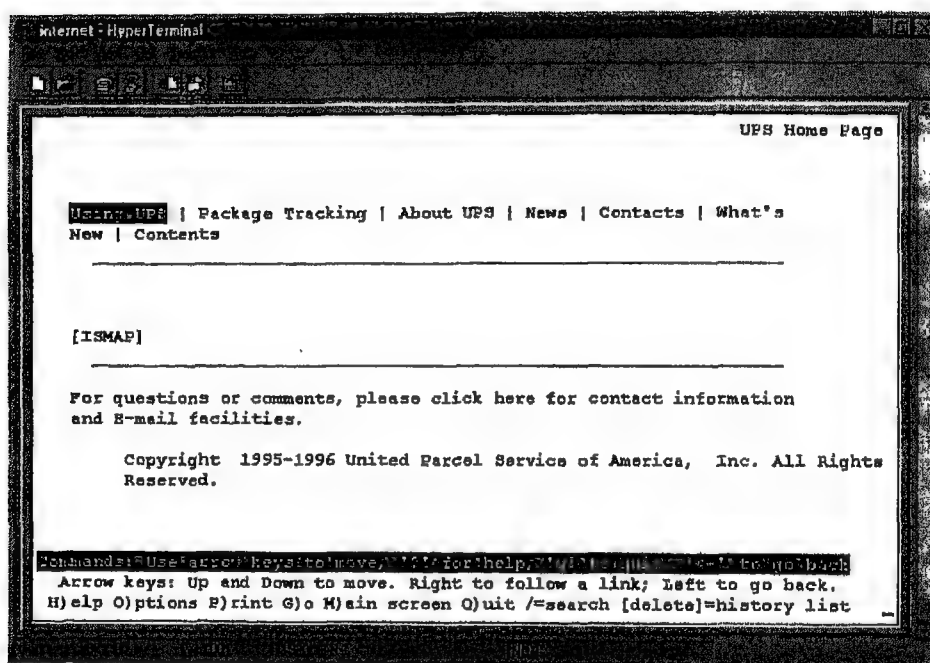 Internet - HyperTerminal
UPS Home Page
Using UPS | Package Tracking | About UPS | News | Contacts | What's
New | Contents
[ISMAP]
For questions or comments, please click here for contact information
and E-mail facilities.
Copyright 1995-1996 United Parcel Service of America, Inc. All Rights
Reserved.
Commands: Use arrow keys to move, for help, to go back
Arrow keys: Up and Down to move. Right to follow a link; Left to go back.
H)elp O)ptions P)rint G)o M)ain screen Q)uit /=search [delete]=history list